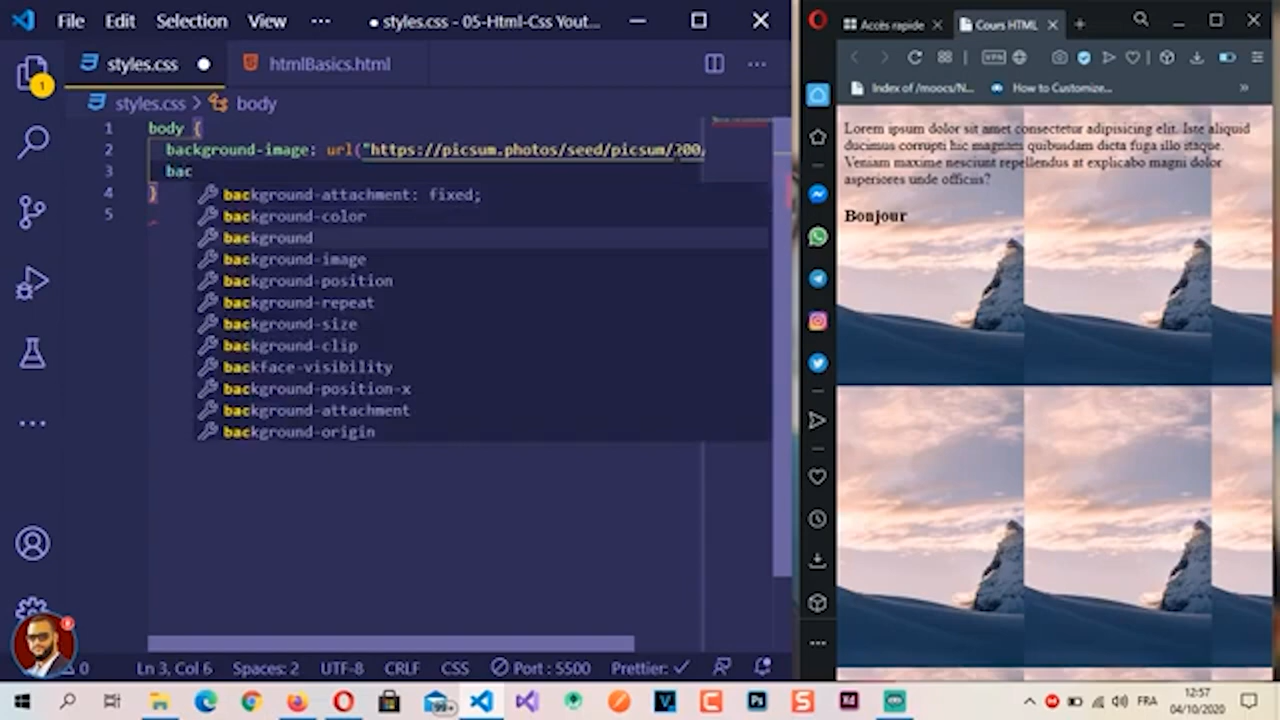 File Edit Selection View ··· ● styles.css - 05-Html-Css Yout...
styles.css ● htmlBasics.html
styles.css > body
1 body {
2 background-image: url("https://picsum.photos/seed/picsum/200/
3 bac
4 }
5
background-attachment: fixed;
background-color
background
background-image
background-position
background-repeat
background-size
background-clip
backface-visibility
background-position-x
background-attachment
background-origin
1
0 Ln 3, Col 6 Spaces: 2 UTF-8 CRLF CSS Port : 5500 Prettier: ✓
Accès rapide Cours HTML
VPN
Index of /moocs/N... How to Customize... »
Lorem ipsum dolor sit amet consectetur adipisicing elit. Iste aliquid
ducimus corrupti hic magnam quibusdam dicta fuga illo itaque.
Veniam maxime nesciunt repellendus at explicabo magni dolor
asperiores unde officiis?
Bonjour
99+ FRA 12:57
04/10/2020